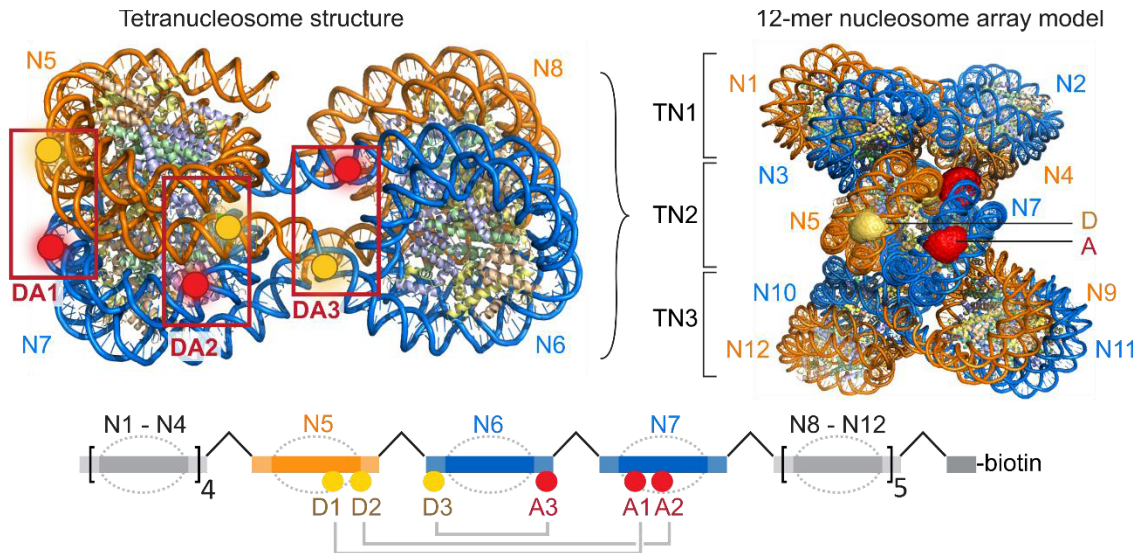 Tetranucleosome structure
12-mer nucleosome array model
N5
N8
DA1
DA2
DA3
N7
N6
TN1
TN2
TN3
N1
N2
N3
N4
N5
N7
D
A
N10
N9
N12
N11
N1 - N4
N5
N6
N7
N8 - N12
[ ]4
[ ]5
-biotin
D1 D2 D3 A3 A1 A2